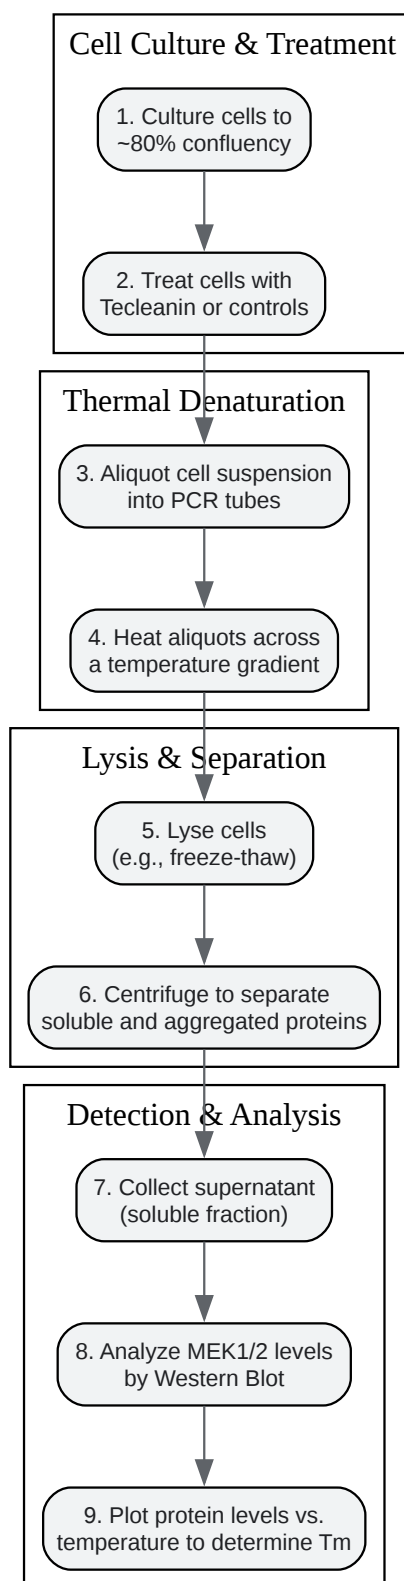 Cell Culture & Treatment
1. Culture cells to
~80% confluency
2. Treat cells with
Tecleanin or controls
Thermal Denaturation
3. Aliquot cell suspension
into PCR tubes
4. Heat aliquots across
a temperature gradient
Lysis & Separation
5. Lyse cells
(e.g., freeze-thaw)
6. Centrifuge to separate
soluble and aggregated proteins
Detection & Analysis
7. Collect supernatant
(soluble fraction)
8. Analyze MEK1/2 levels
by Western Blot
9. Plot protein levels vs.
temperature to determine Tm